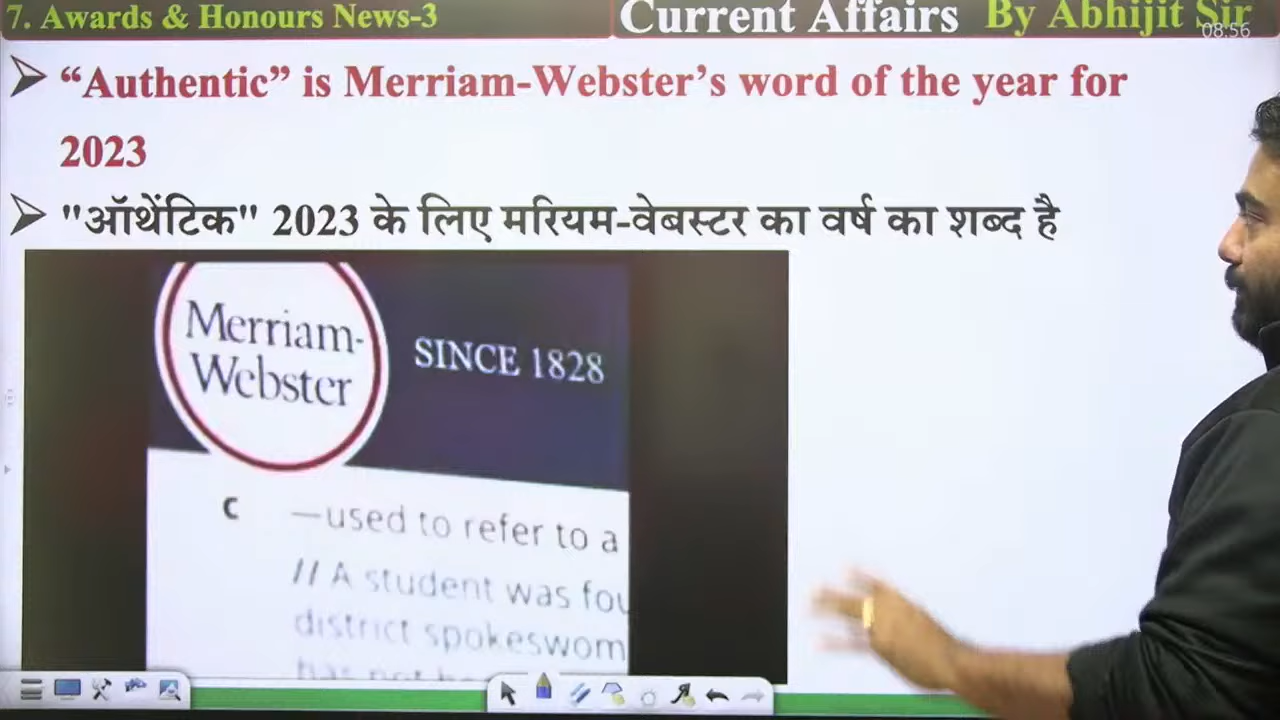 7. Awards & Honours News-3
Current Affairs By Abhijit Sir
08:56
➢ “Authentic” is Merriam-Webster’s word of the year for
2023
➢ "ऑथेंटिक" 2023 के लिए मरियम-वेबस्टर का वर्ष का शब्द है
Merriam-
Webster
SINCE 1828
c —used to refer to a
// A student was fou
district spokeswom
has not